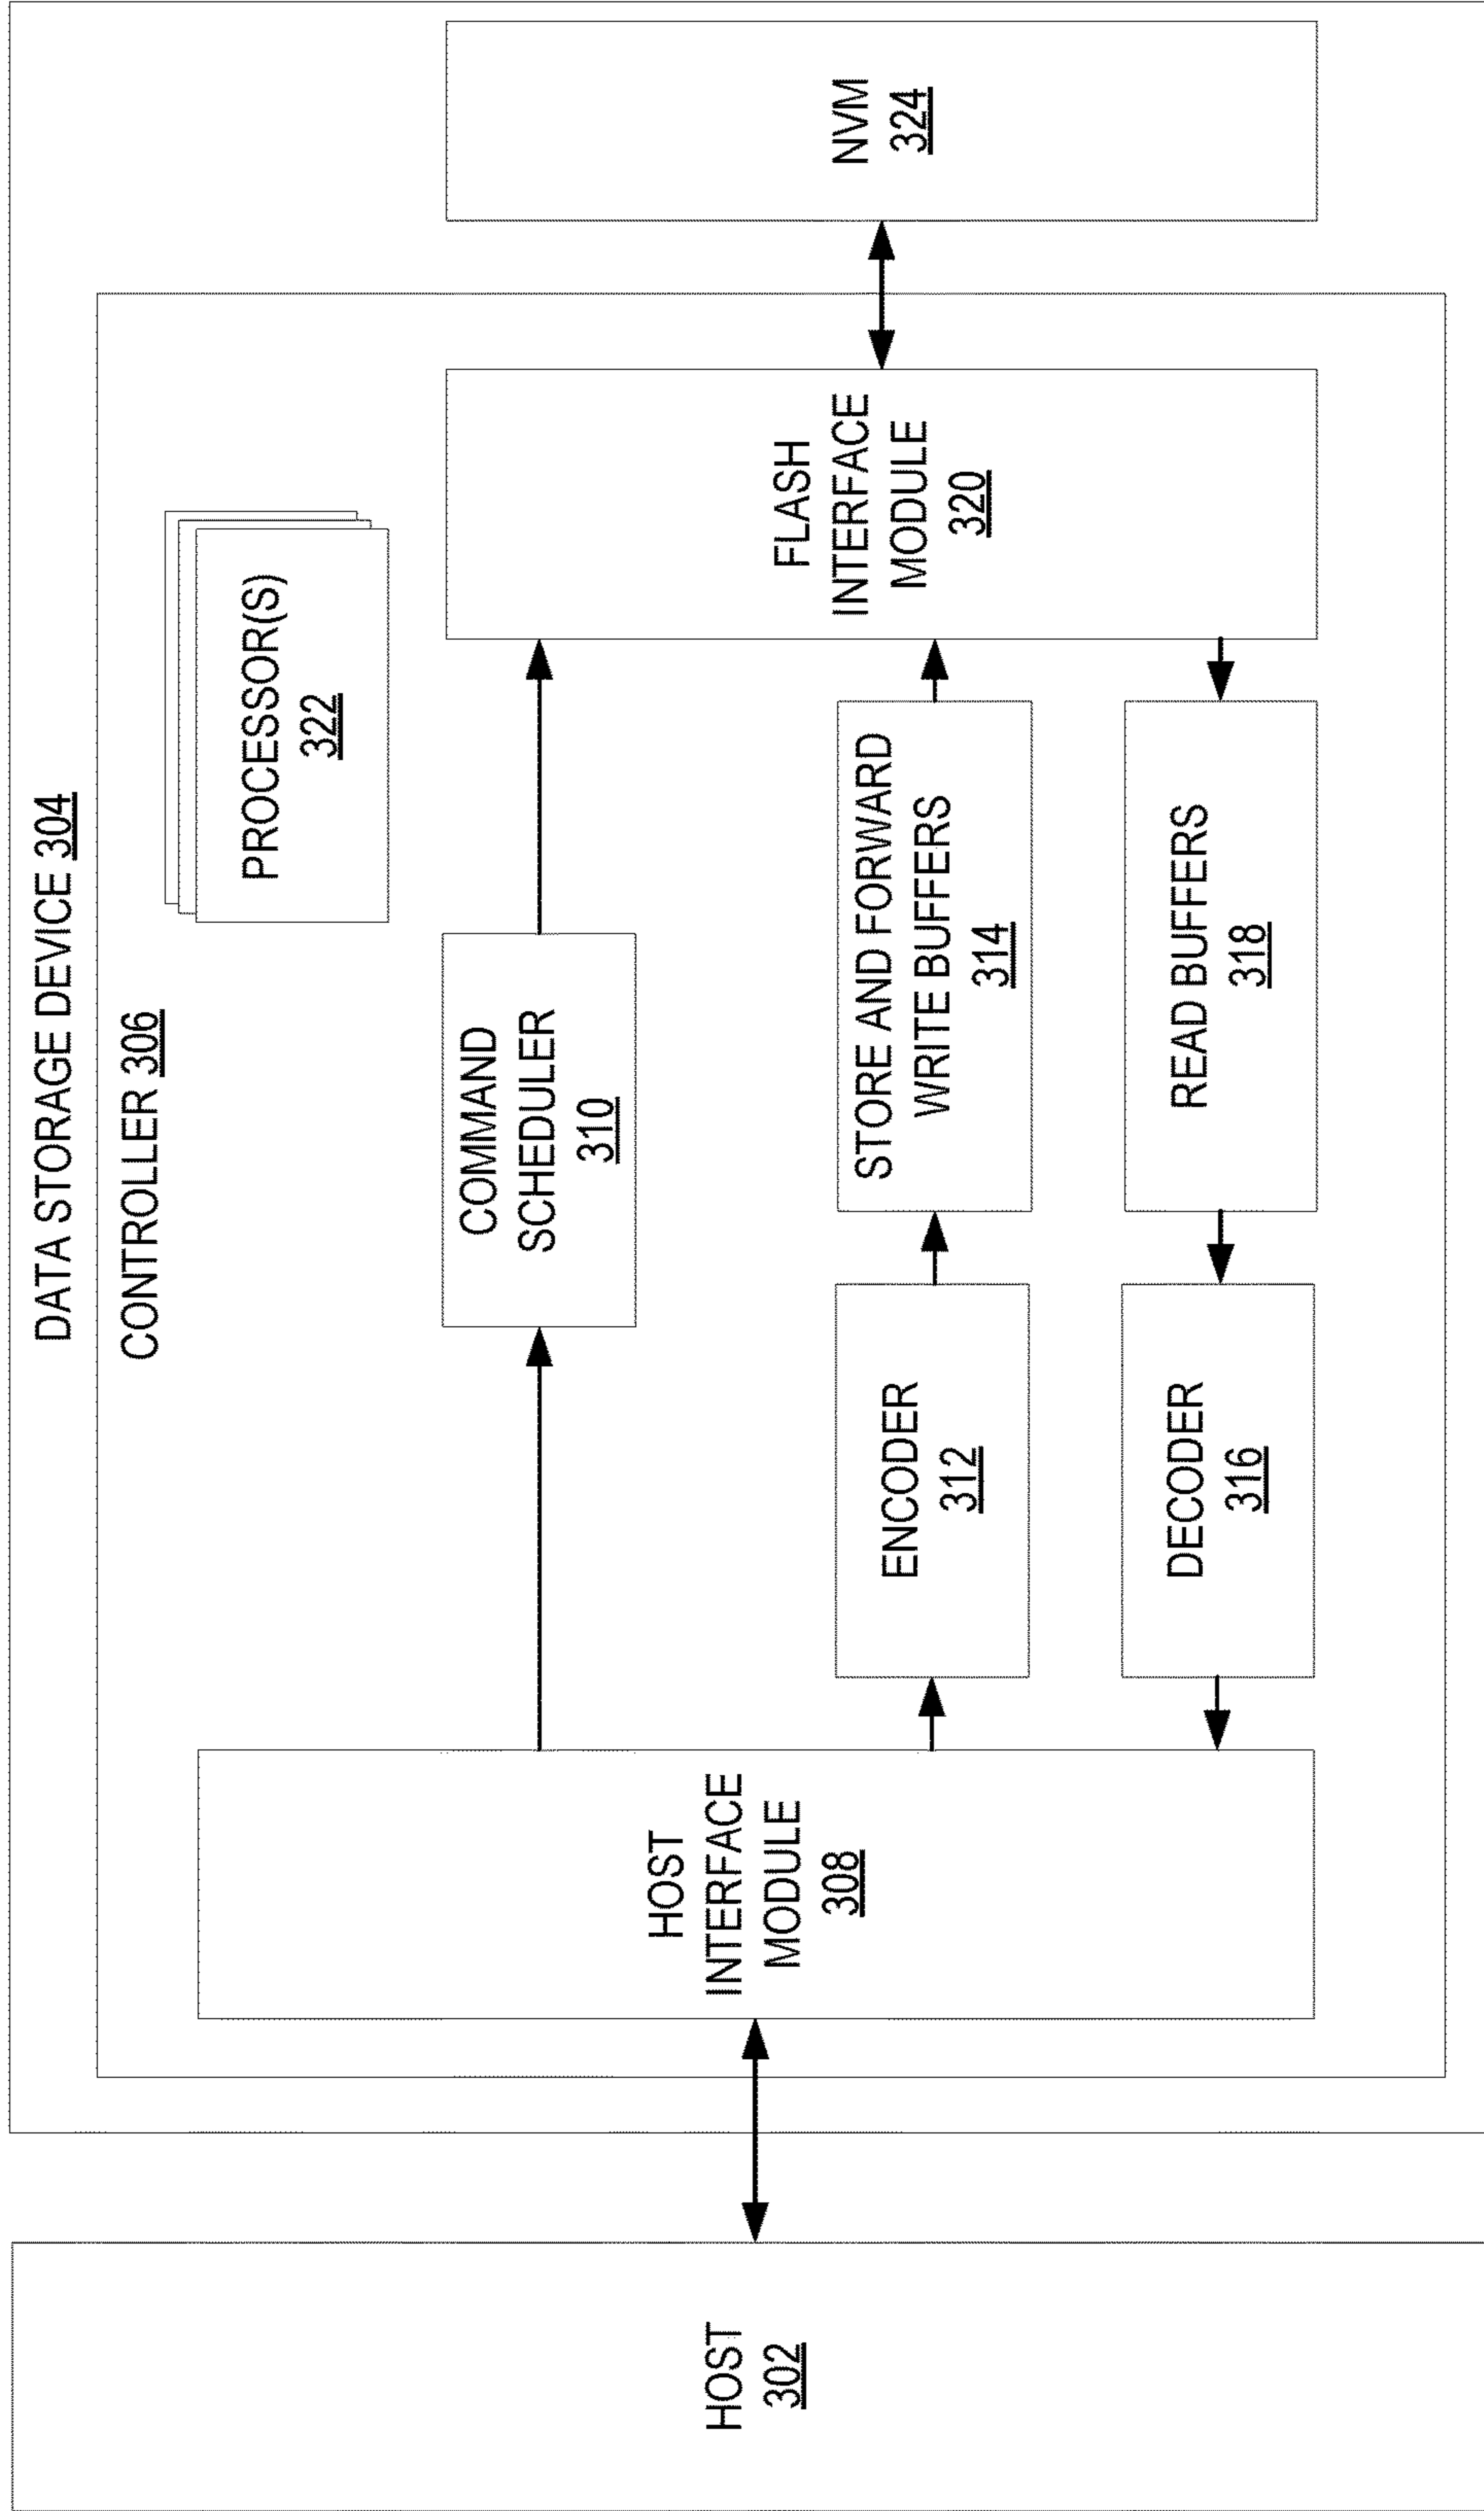 DATA STORAGE DEVICE 304
CONTROLLER 306
HOST
302
HOST
INTERFACE
MODULE
308
COMMAND
SCHEDULER
310
PROCESSOR(S)
322
ENCODER
312
STORE AND FORWARD
WRITE BUFFERS
314
DECODER
316
READ BUFFERS
318
FLASH
INTERFACE
MODULE
320
NVM
324